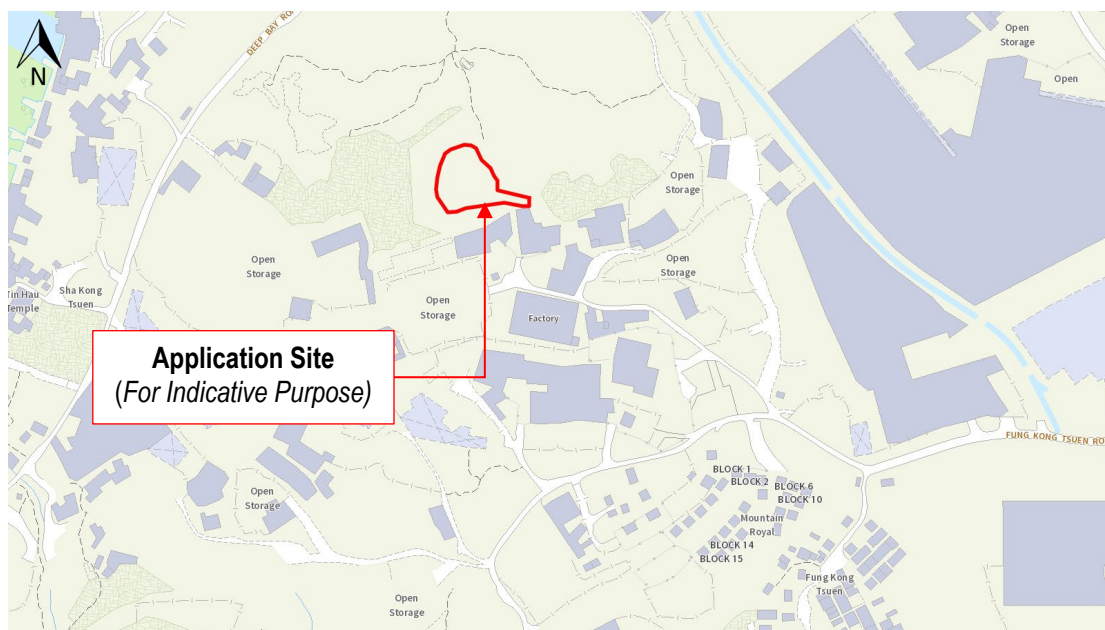 N
DEEP BAY RO
Open
Storage
Open
Open
Storage
Open
Storage
Open
Storage
Open
Storage
Sha Kong
Tsuen
Tin Hau
Temple
Factory
Application Site
(For Indicative Purpose)
FUNG KONG TSUEN RO
BLOCK 1
BLOCK 2
BLOCK 6
BLOCK 10
Mountain
Royal
BLOCK 14
BLOCK 15
Open
Storage
Fung Kong
Tsuen
Open
Storage